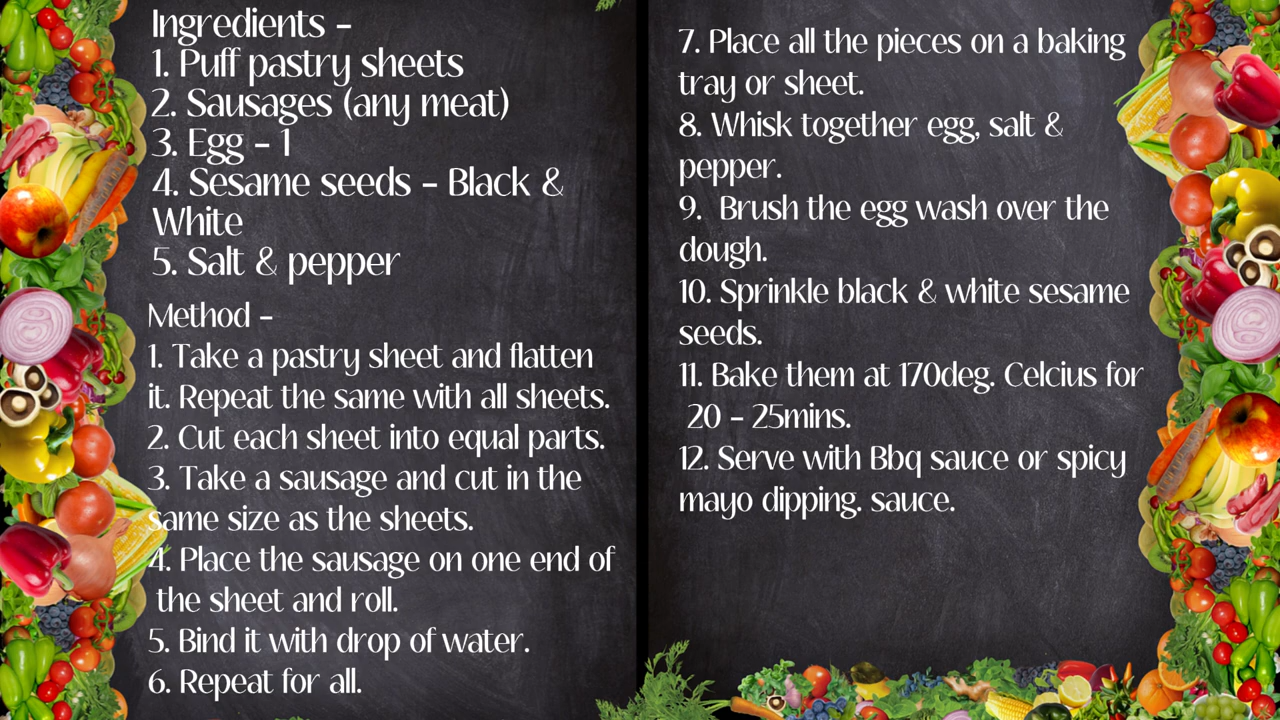 Ingredients -
1. Puff pastry sheets
2. Sausages (any meat)
3. Egg - 1
4. Sesame seeds - Black &
White
5. Salt & pepper
Method -
1. Take a pastry sheet and flatten
it. Repeat the same with all sheets.
2. Cut each sheet into equal parts.
3. Take a sausage and cut in the
same size as the sheets.
4. Place the sausage on one end of
the sheet and roll.
5. Bind it with drop of water.
6. Repeat for all.
7. Place all the pieces on a baking
tray or sheet.
8. Whisk together egg, salt &
pepper.
9. Brush the egg wash over the
dough.
10. Sprinkle black & white sesame
seeds.
11. Bake them at 170deg. Celcius for
20 - 25mins.
12. Serve with Bbq sauce or spicy
mayo dipping. sauce.